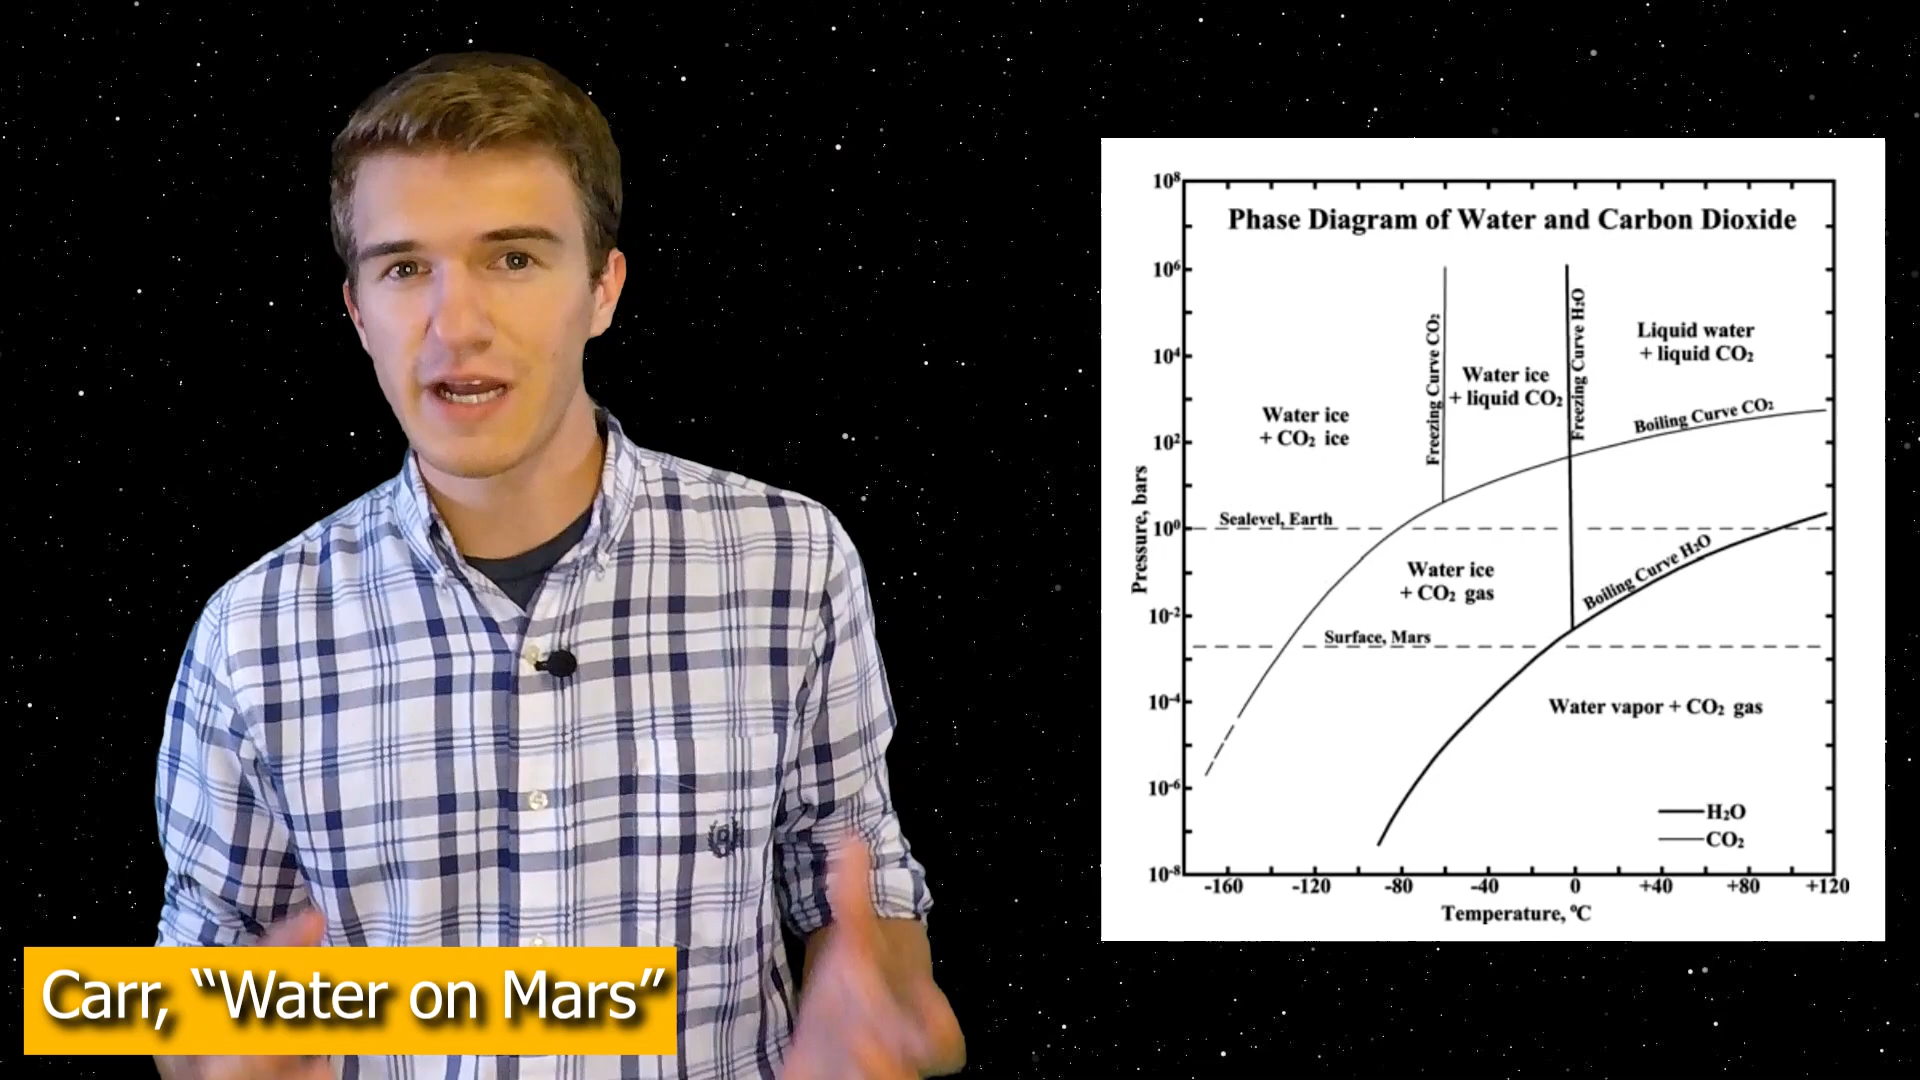 10⁸
Phase Diagram of Water and Carbon Dioxide
10⁶
10⁴
10²
10⁰
10⁻²
10⁻⁴
10⁻⁶
10⁻⁸
Pressure, bars
Freezing Curve CO₂
Freezing Curve H₂O
Liquid water
+ liquid CO₂
Water ice
+ liquid CO₂
Water ice
+ CO₂ ice
Boiling Curve CO₂
Sealevel, Earth
Boiling Curve H₂O
Water ice
+ CO₂ gas
Surface, Mars
Water vapor + CO₂ gas
H₂O
CO₂
-160 -120 -80 -40 0 +40 +80 +120
Temperature, °C
Carr, “Water on Mars”